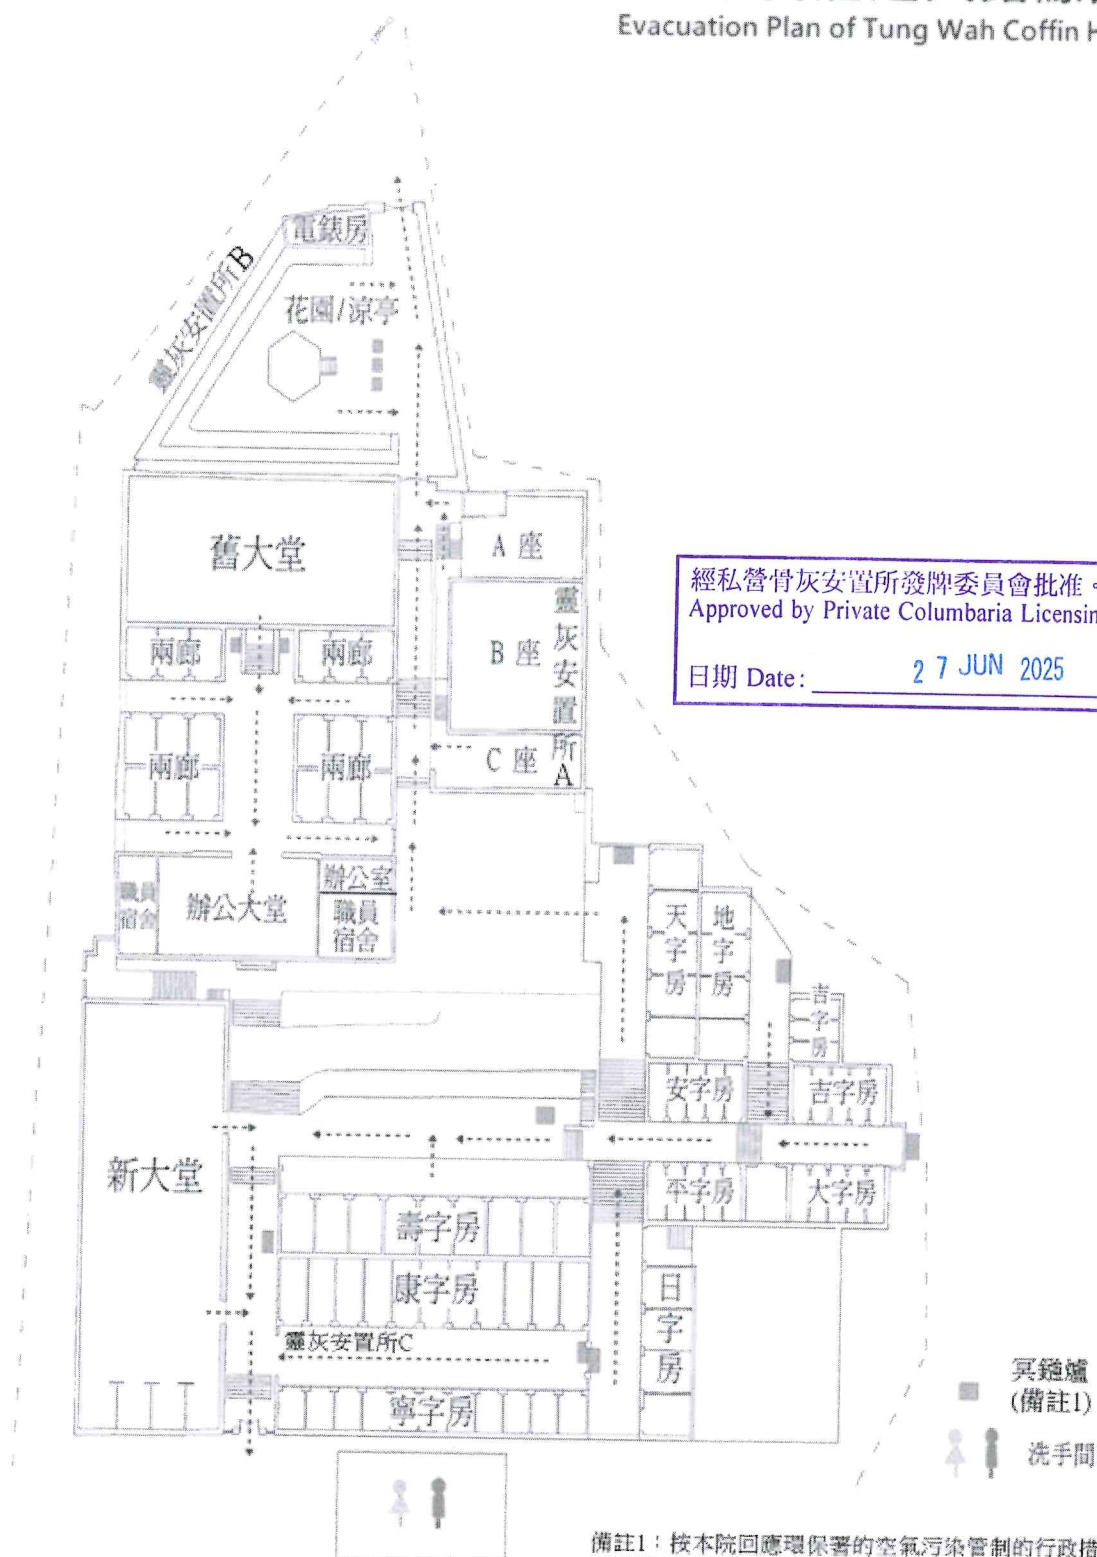 Evacuation Plan of Tung Wah Coffin H
電錶房
靈灰安置所B
花園/涼亭
舊大堂
A 座
經私營骨灰安置所發牌委員會批准。
Approved by Private Columbaria Licensin
日期 Date:
27 JUN 2025
靈灰安置所A
B 座
兩廊
兩廊
兩廊
兩廊
C 座
職員宿舍
辦公大堂
辦公室
職員宿舍
天字房
地字房
吉字房
安字房
吉字房
新大堂
平字房
大字房
壽字房
康字房
日字房
靈灰安置所C
寧字房
冥鏹爐
(備註1)
洗手間
備註1：按本院回應環保署的空氣污染管制的行政措